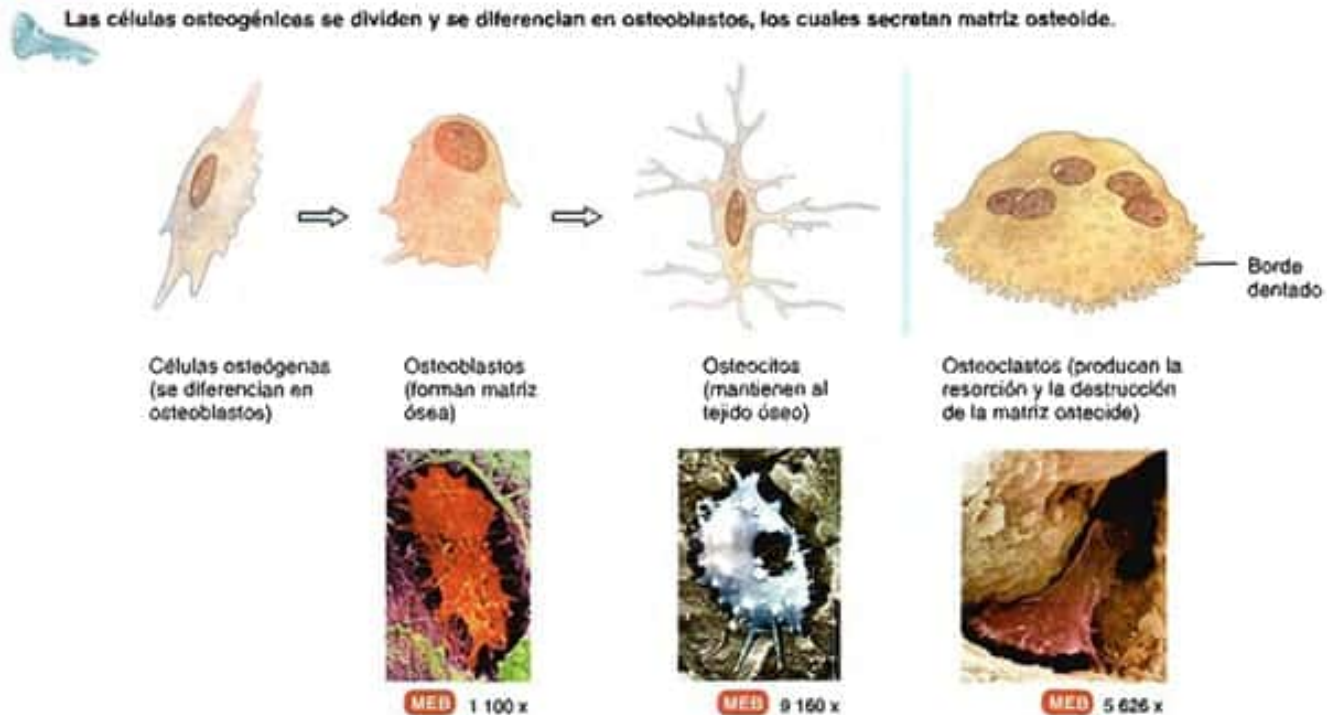 Las células osteogénicas se dividen y se diferencian en osteoblastos, los cuales secretan matriz osteoide.
Borde
dentado
Células osteógenas
(se diferencian en
osteoblastos)
Osteoblastos
(forman matriz
ósea)
Osteocitos
(mantienen al
tejido óseo)
Osteoclastos (producen la
resorción y la destrucción
de la matriz osteoide)
MEB 1 100 x
MEB 9 160 x
MEB 5 626 x